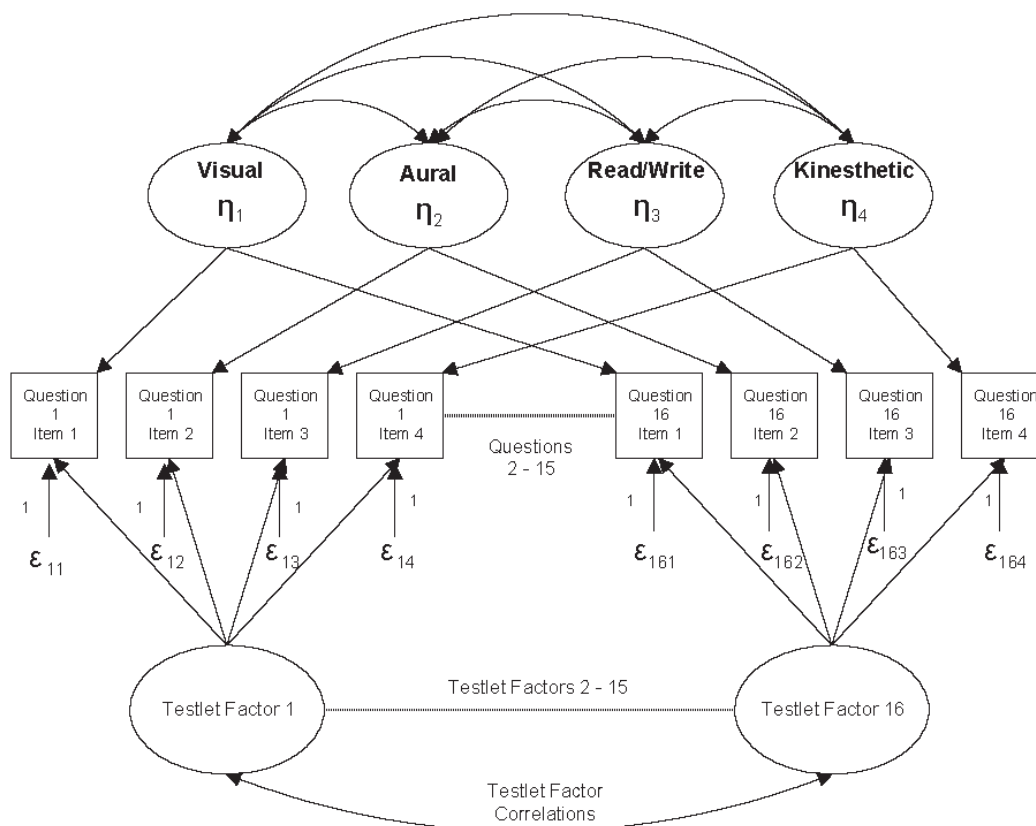 Visual
η1
Aural
η2
Read/Write
η3
Kinesthetic
η4
Question
1
Item 1
Question
1
Item 2
Question
1
Item 3
Question
1
Item 4
Questions
2 - 15
Question
16
Item 1
Question
16
Item 2
Question
16
Item 3
Question
16
Item 4
1
1
1
1
1
1
1
1
ε11
ε12
ε13
ε14
ε161
ε162
ε163
ε164
Testlet Factor 1
Testlet Factors 2 - 15
Testlet Factor 16
Testlet Factor
Correlations